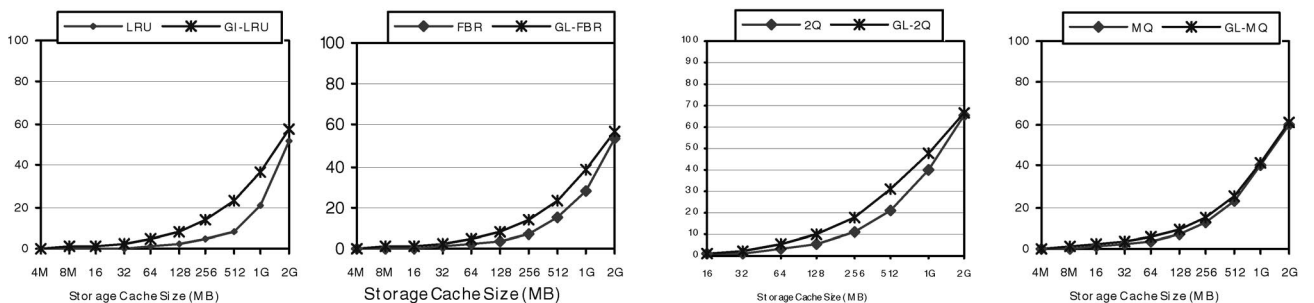 LRU GI-LRU
100
80
60
40
20
0
4M 8M 16 32 64 128 256 512 1G 2G
Storage Cache Size (MB)
FBR GL-FBR
100
80
60
40
20
0
4M 8M 16 32 64 128 256 512 1G 2G
Storage Cache Size (MB)
2Q GL-2Q
100
90
80
70
60
50
40
30
20
10
0
16 32 64 128 256 512 1G 2G
Storage Cache Size (MB)
MQ GL-MQ
100
80
60
40
20
0
4M 8M 16 32 64 128 256 512 1G 2G
Storage Cache Size (MB)